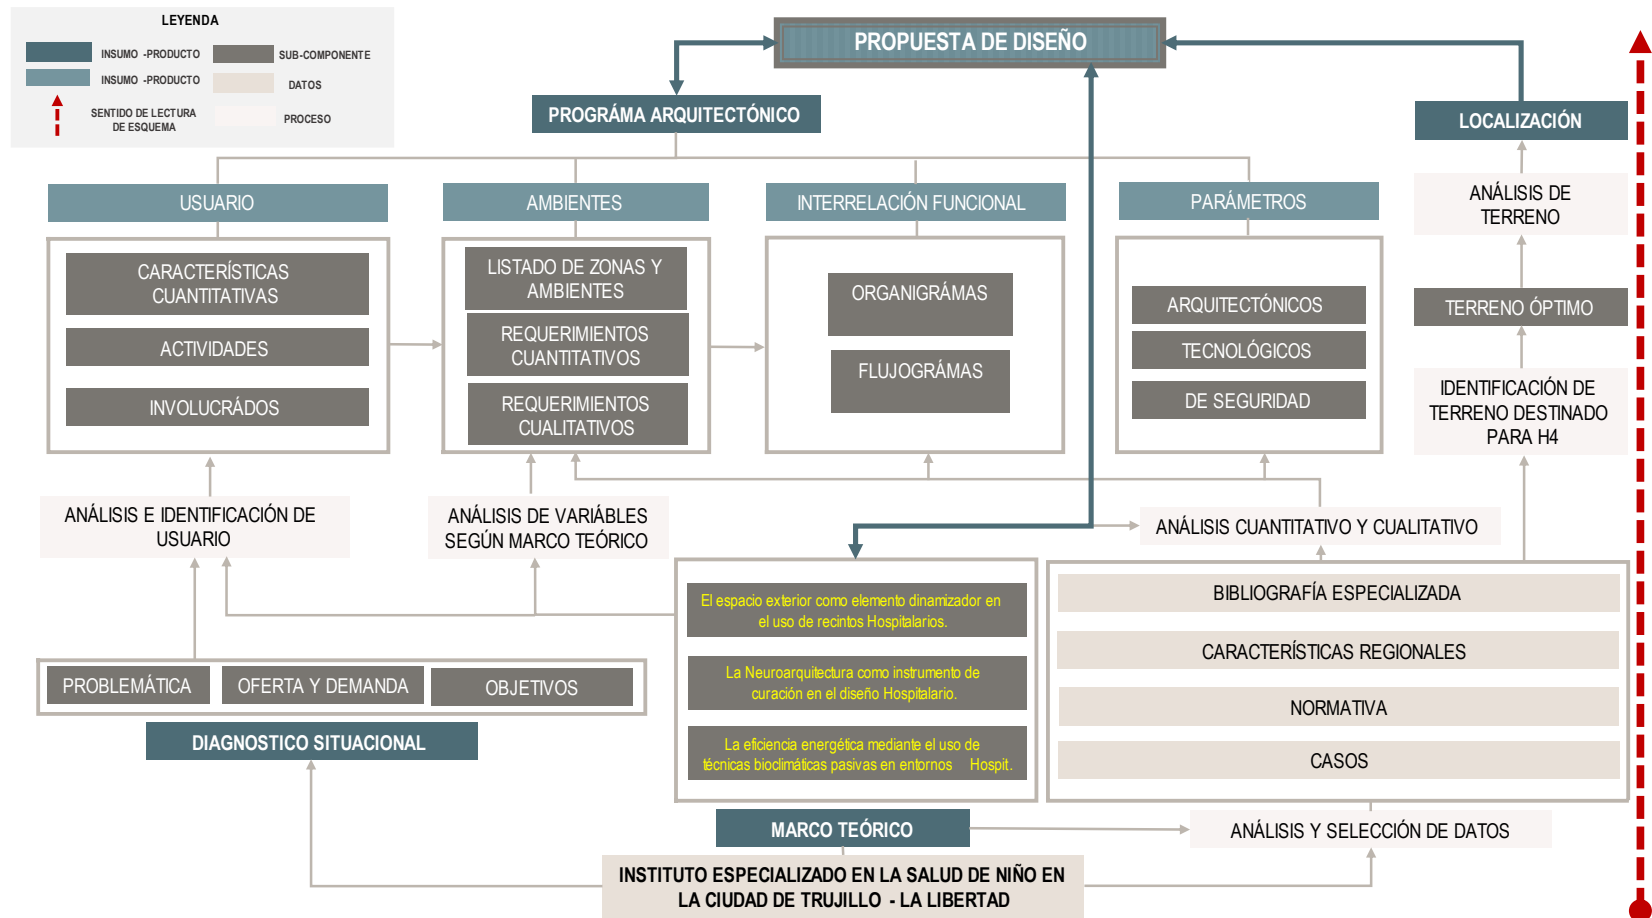 LEYENDA
INSUMO -PRODUCTO
SUB-COMPONENTE
INSUMO -PRODUCTO
DATOS
SENTIDO DE LECTURA
DE ESQUEMA
PROCESO
PROPUESTA DE DISEÑO
PROGRÁMA ARQUITECTÓNICO
LOCALIZACIÓN
USUARIO
AMBIENTES
INTERRELACIÓN FUNCIONAL
PARÁMETROS
ANÁLISIS DE
TERRENO
CARACTERÍSTICAS
CUANTITATIVAS
ACTIVIDADES
INVOLUCRÁDOS
LISTADO DE ZONAS Y
AMBIENTES
REQUERIMIENTOS
CUANTITATIVOS
REQUERIMIENTOS
CUALITATIVOS
ORGANIGRÁMAS
FLUJOGRÁMAS
ARQUITECTÓNICOS
TECNOLÓGICOS
DE SEGURIDAD
TERRENO ÓPTIMO
IDENTIFICACIÓN DE
TERRENO DESTINADO
PARA H4
ANÁLISIS E IDENTIFICACIÓN DE
USUARIO
ANÁLISIS DE VARIÁBLES
SEGÚN MARCO TEÓRICO
ANÁLISIS CUANTITATIVO Y CUALITATIVO
El espacio exterior como elemento dinamizador en
el uso de recintos Hospitalarios.
La Neuroarquitectura como instrumento de
curación en el diseño Hospitalario.
La eficiencia energética mediante el uso de
técnicas bioclimáticas pasivas en entornos Hospit.
BIBLIOGRAFÍA ESPECIALIZADA
CARACTERÍSTICAS REGIONALES
NORMATIVA
CASOS
PROBLEMÁTICA
OFERTA Y DEMANDA
OBJETIVOS
DIAGNOSTICO SITUACIONAL
MARCO TEÓRICO
ANÁLISIS Y SELECCIÓN DE DATOS
INSTITUTO ESPECIALIZADO EN LA SALUD DE NIÑO EN
LA CIUDAD DE TRUJILLO - LA LIBERTAD